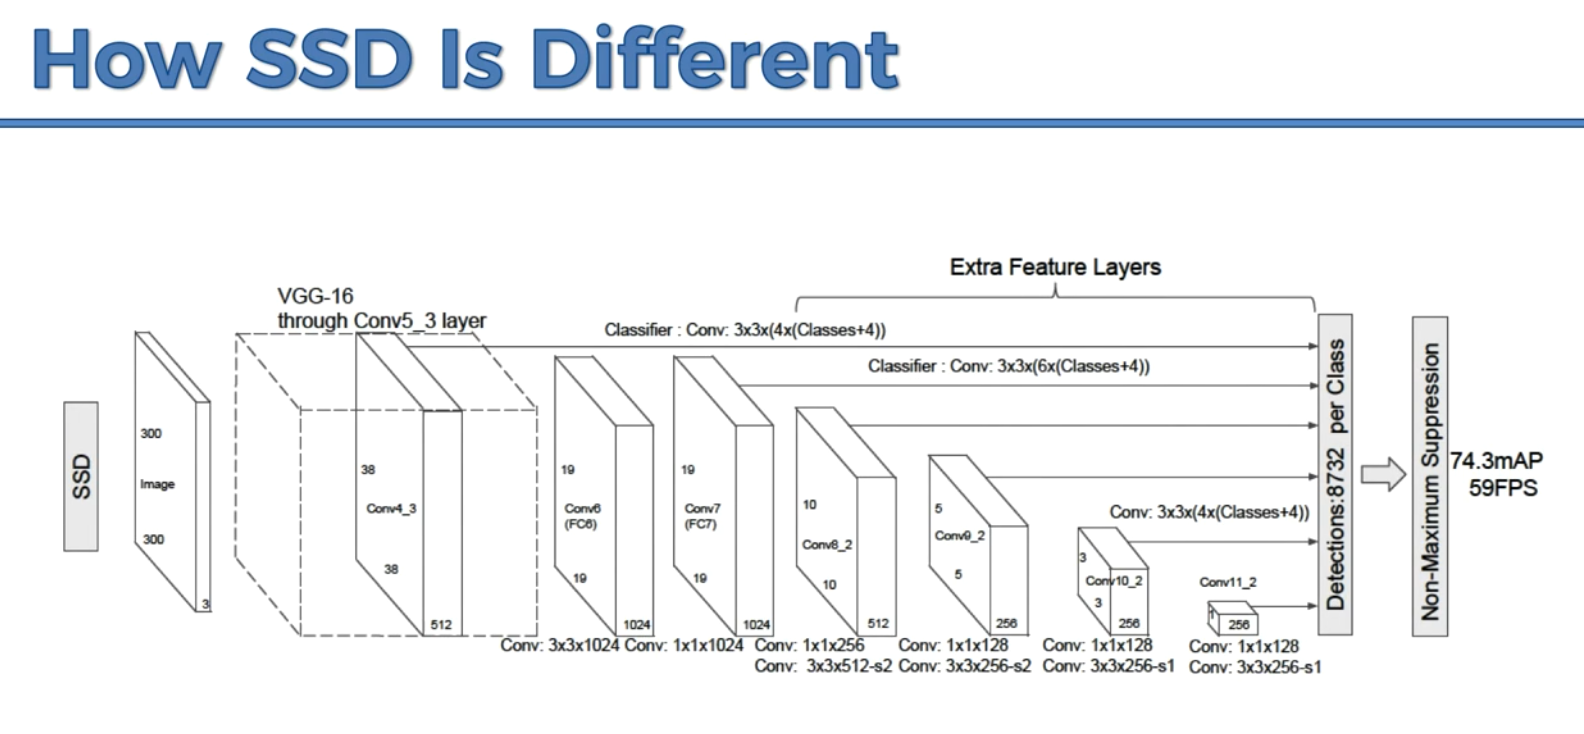 How SSD Is Different
Extra Feature Layers
VGG-16
through Conv5_3 layer
Classifier : Conv: 3x3x(4x(Classes+4))
Classifier : Conv: 3x3x(6x(Classes+4))
SSD
300
Image
300
3
38
Conv4_3
38
512
19
Conv6
(FC6)
19
1024
19
Conv7
(FC7)
19
1024
10
Conv8_2
10
512
5
Conv9_2
5
256
Conv: 3x3x(4x(Classes+4))
3
Conv10_2
3
256
Conv11_2
1
256
Conv: 3x3x1024
Conv: 1x1x1024
Conv: 1x1x256
Conv: 3x3x512-s2
Conv: 1x1x128
Conv: 3x3x256-s2
Conv: 1x1x128
Conv: 3x3x256-s1
Conv: 1x1x128
Conv: 3x3x256-s1
Detections:8732 per Class
Non-Maximum Suppression
74.3mAP
59FPS